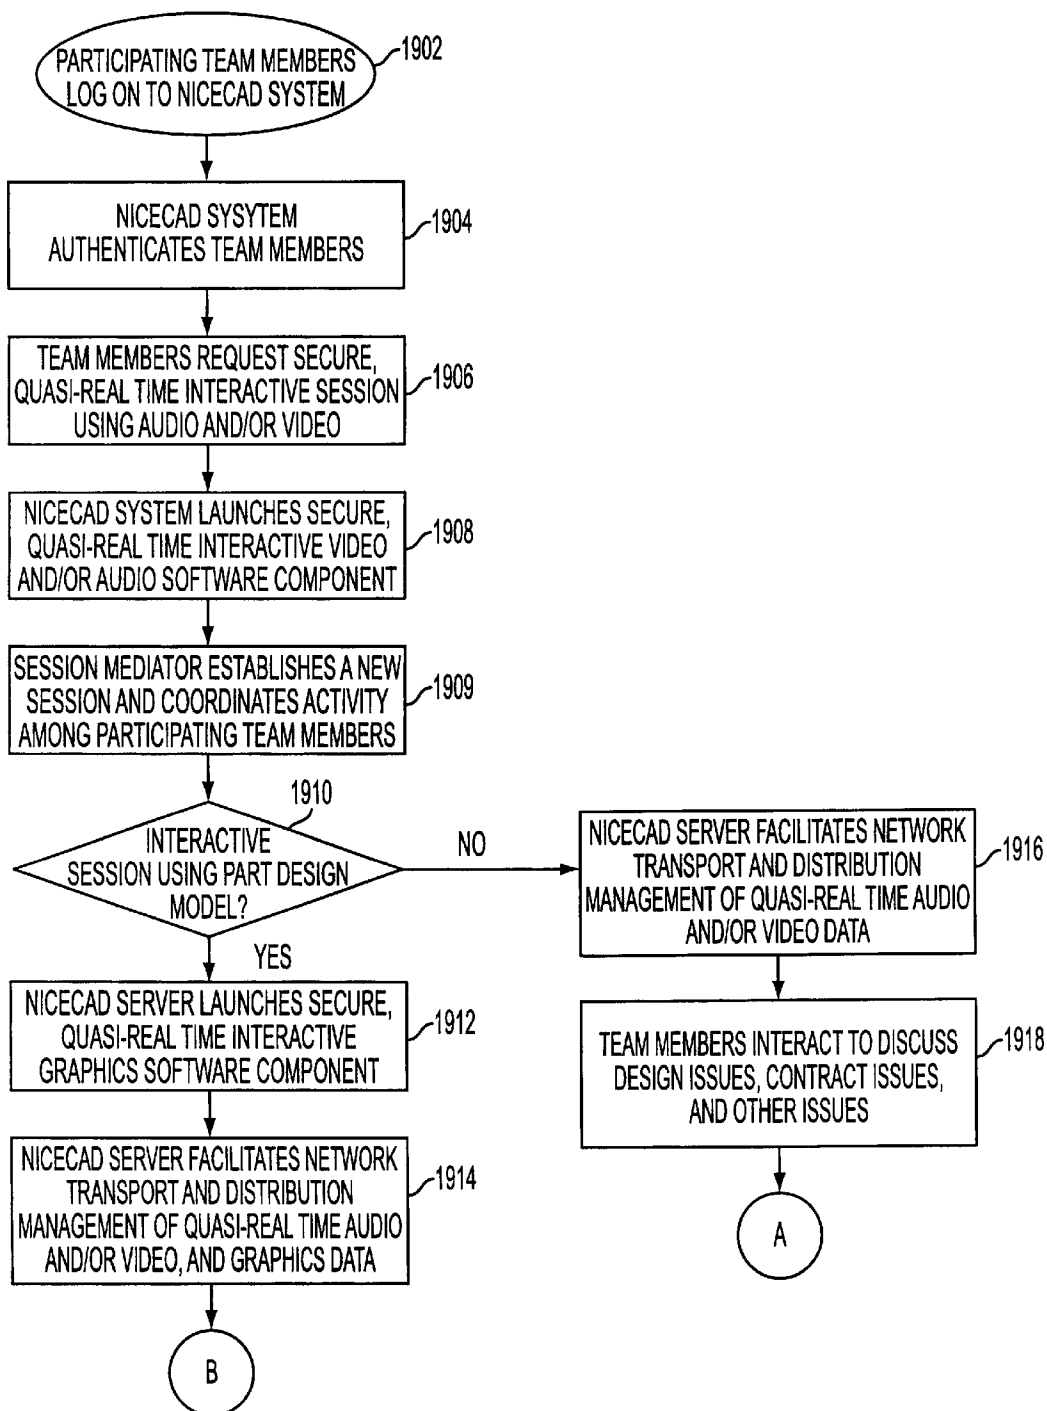 PARTICIPATING TEAM MEMBERS
LOG ON TO NICECAD SYSTEM
1902
NICECAD SYSYTEM
AUTHENTICATES TEAM MEMBERS
1904
TEAM MEMBERS REQUEST SECURE,
QUASI-REAL TIME INTERACTIVE SESSION
USING AUDIO AND/OR VIDEO
1906
NICECAD SYSTEM LAUNCHES SECURE,
QUASI-REAL TIME INTERACTIVE VIDEO
AND/OR AUDIO SOFTWARE COMPONENT
1908
SESSION MEDIATOR ESTABLISHES A NEW
SESSION AND COORDINATES ACTIVITY
AMONG PARTICIPATING TEAM MEMBERS
1909
1910
INTERACTIVE
SESSION USING PART DESIGN
MODEL?
NO
YES
NICECAD SERVER LAUNCHES SECURE,
QUASI-REAL TIME INTERACTIVE
GRAPHICS SOFTWARE COMPONENT
1912
NICECAD SERVER FACILITATES NETWORK
TRANSPORT AND DISTRIBUTION
MANAGEMENT OF QUASI-REAL TIME AUDIO
AND/OR VIDEO, AND GRAPHICS DATA
1914
B
NICECAD SERVER FACILITATES NETWORK
TRANSPORT AND DISTRIBUTION
MANAGEMENT OF QUASI-REAL TIME AUDIO
AND/OR VIDEO DATA
1916
TEAM MEMBERS INTERACT TO DISCUSS
DESIGN ISSUES, CONTRACT ISSUES,
AND OTHER ISSUES
1918
A